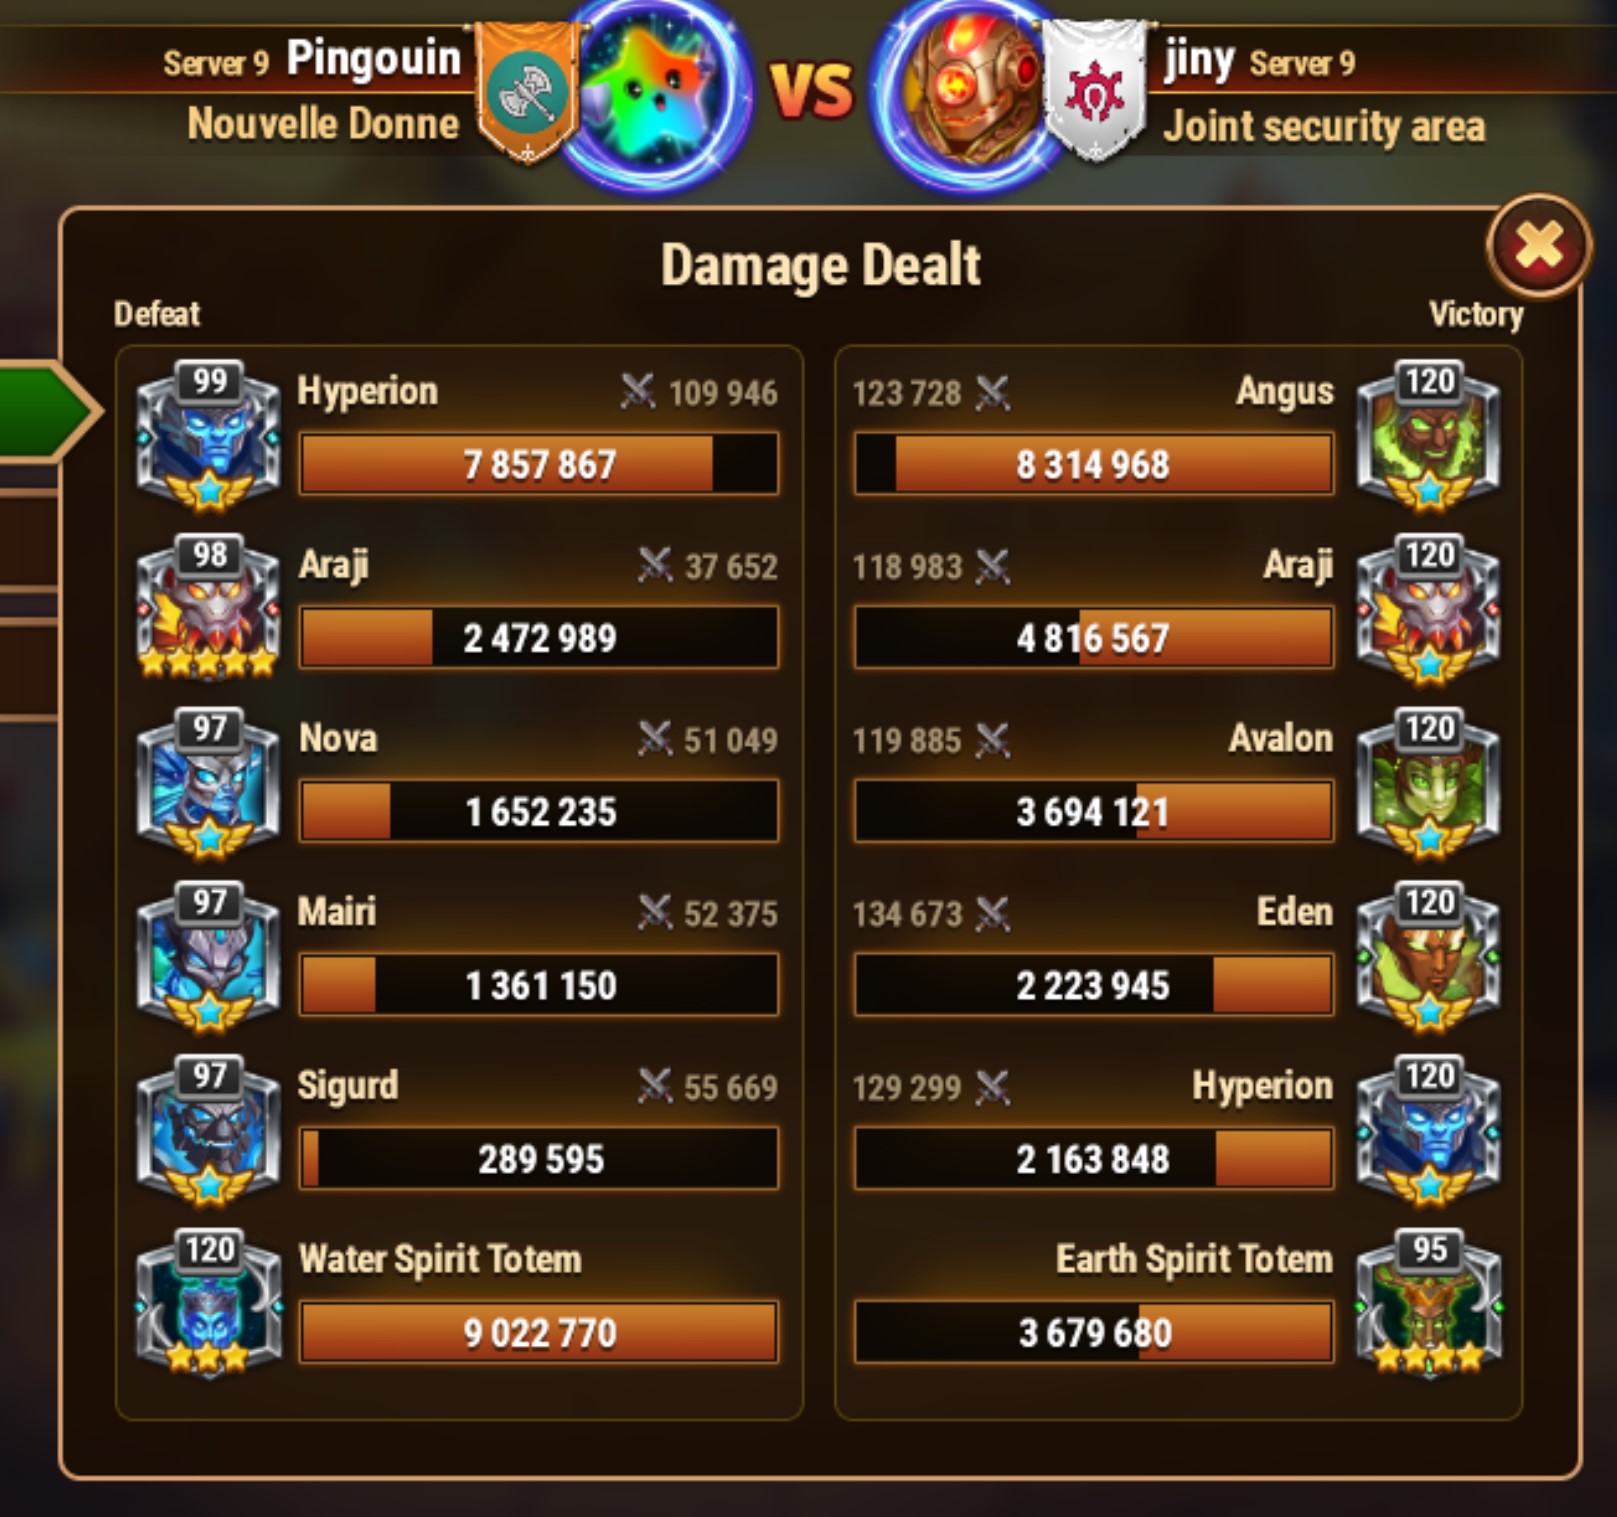 Server 9 Pingouin
Nouvelle Donne
VS
jiny Server 9
Joint security area
Damage Dealt
Defeat
Victory
99
Hyperion 109 946
7 857 867
98
Araji 37 652
2 472 989
97
Nova 51 049
1 652 235
97
Mairi 52 375
1 361 150
97
Sigurd 55 669
289 595
120
Water Spirit Totem
9 022 770
123 728 Angus
120
8 314 968
118 983 Araji
120
4 816 567
119 885 Avalon
120
3 694 121
134 673 Eden
120
2 223 945
129 299 Hyperion
120
2 163 848
Earth Spirit Totem
95
3 679 680